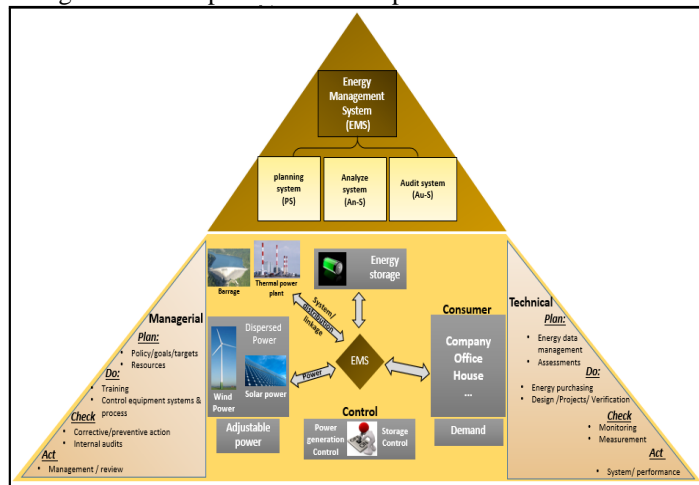 Energy
Management
System
(EMS)
planning
system
(PS)
Analyze
system
(An-S)
Audit system
(Au-S)
Managerial
Plan:
• Policy/goals/targets
• Resources
Do:
• Training
• Control equipment systems &
process
Check
• Corrective/preventive action
• Internal audits
Act
• Management / review
Barrage
Thermal power
plant
Energy
storage
System/
distribution
linkage
Dispersed
Power
Wind
Power
Solar power
Adjustable
power
Power
EMS
Control
Power
generation
Control
Storage
Control
Consumer
Company
Office
House
...
Demand
Technical
Plan:
• Energy data
management
• Assessments
Do:
• Energy purchasing
• Design /Projects/ Verification
Check
• Monitoring
• Measurement
Act
• System/ performance